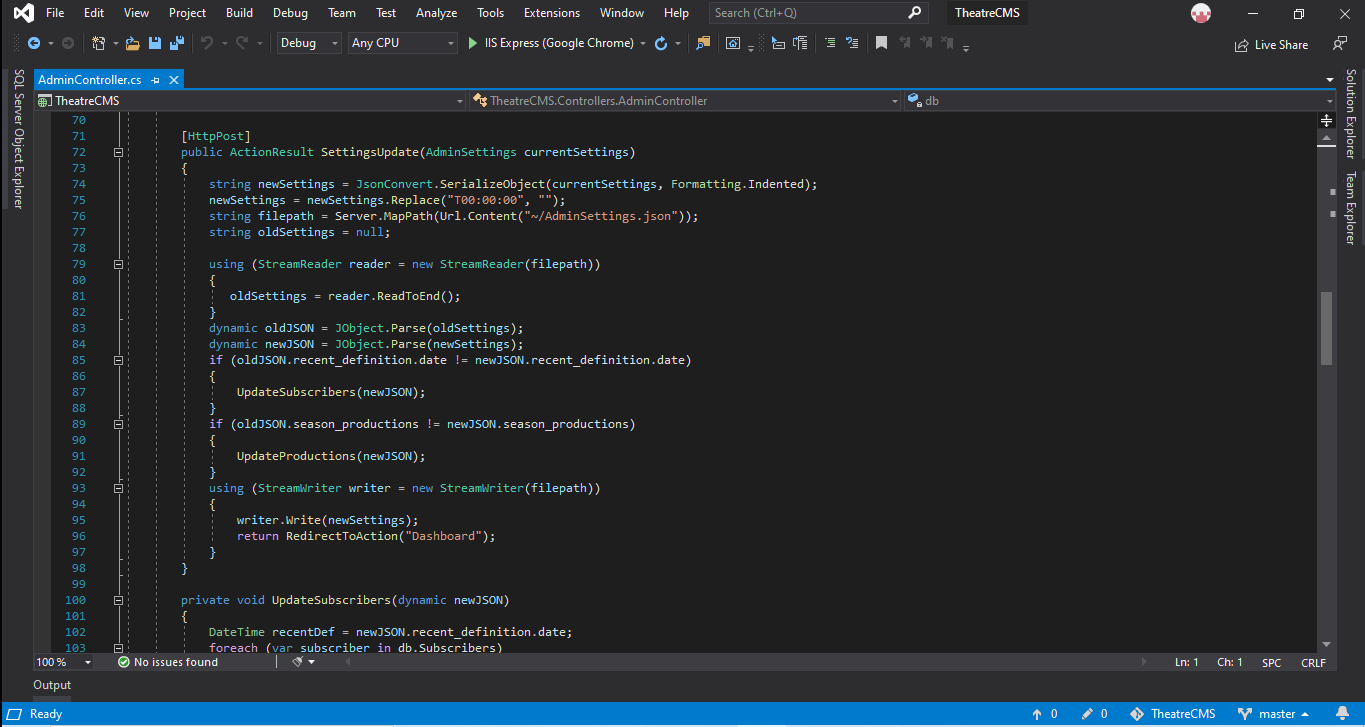 File Edit View Project Build Debug Team Test Analyze Tools Extensions Window Help Search (Ctrl+Q) TheatreCMS
Debug Any CPU IIS Express (Google Chrome) Live Share
SQL Server Object Explorer
AdminController.cs
Solution Explorer
Team Explorer
TheatreCMS TheatreCMS.Controllers.AdminController db
70
71 [HttpPost]
72 public ActionResult SettingsUpdate(AdminSettings currentSettings)
73 {
74 string newSettings = JsonConvert.SerializeObject(currentSettings, Formatting.Indented);
75 newSettings = newSettings.Replace("T00:00:00", "");
76 string filepath = Server.MapPath(Url.Content("~/AdminSettings.json"));
77 string oldSettings = null;
78
79 using (StreamReader reader = new StreamReader(filepath))
80 {
81 oldSettings = reader.ReadToEnd();
82 }
83 dynamic oldJSON = JObject.Parse(oldSettings);
84 dynamic newJSON = JObject.Parse(newSettings);
85 if (oldJSON.recent_definition.date != newJSON.recent_definition.date)
86 {
87 UpdateSubscribers(newJSON);
88 }
89 if (oldJSON.season_productions != newJSON.season_productions)
90 {
91 UpdateProductions(newJSON);
92 }
93 using (StreamWriter writer = new StreamWriter(filepath))
94 {
95 writer.Write(newSettings);
96 return RedirectToAction("Dashboard");
97 }
98 }
99
100 private void UpdateSubscribers(dynamic newJSON)
101 {
102 DateTime recentDef = newJSON.recent_definition.date;
103 foreach (var subscriber in db.Subscribers)
100 % No issues found Ln: 1 Ch: 1 SPC CRLF
Output
Ready 0 0 TheatreCMS master